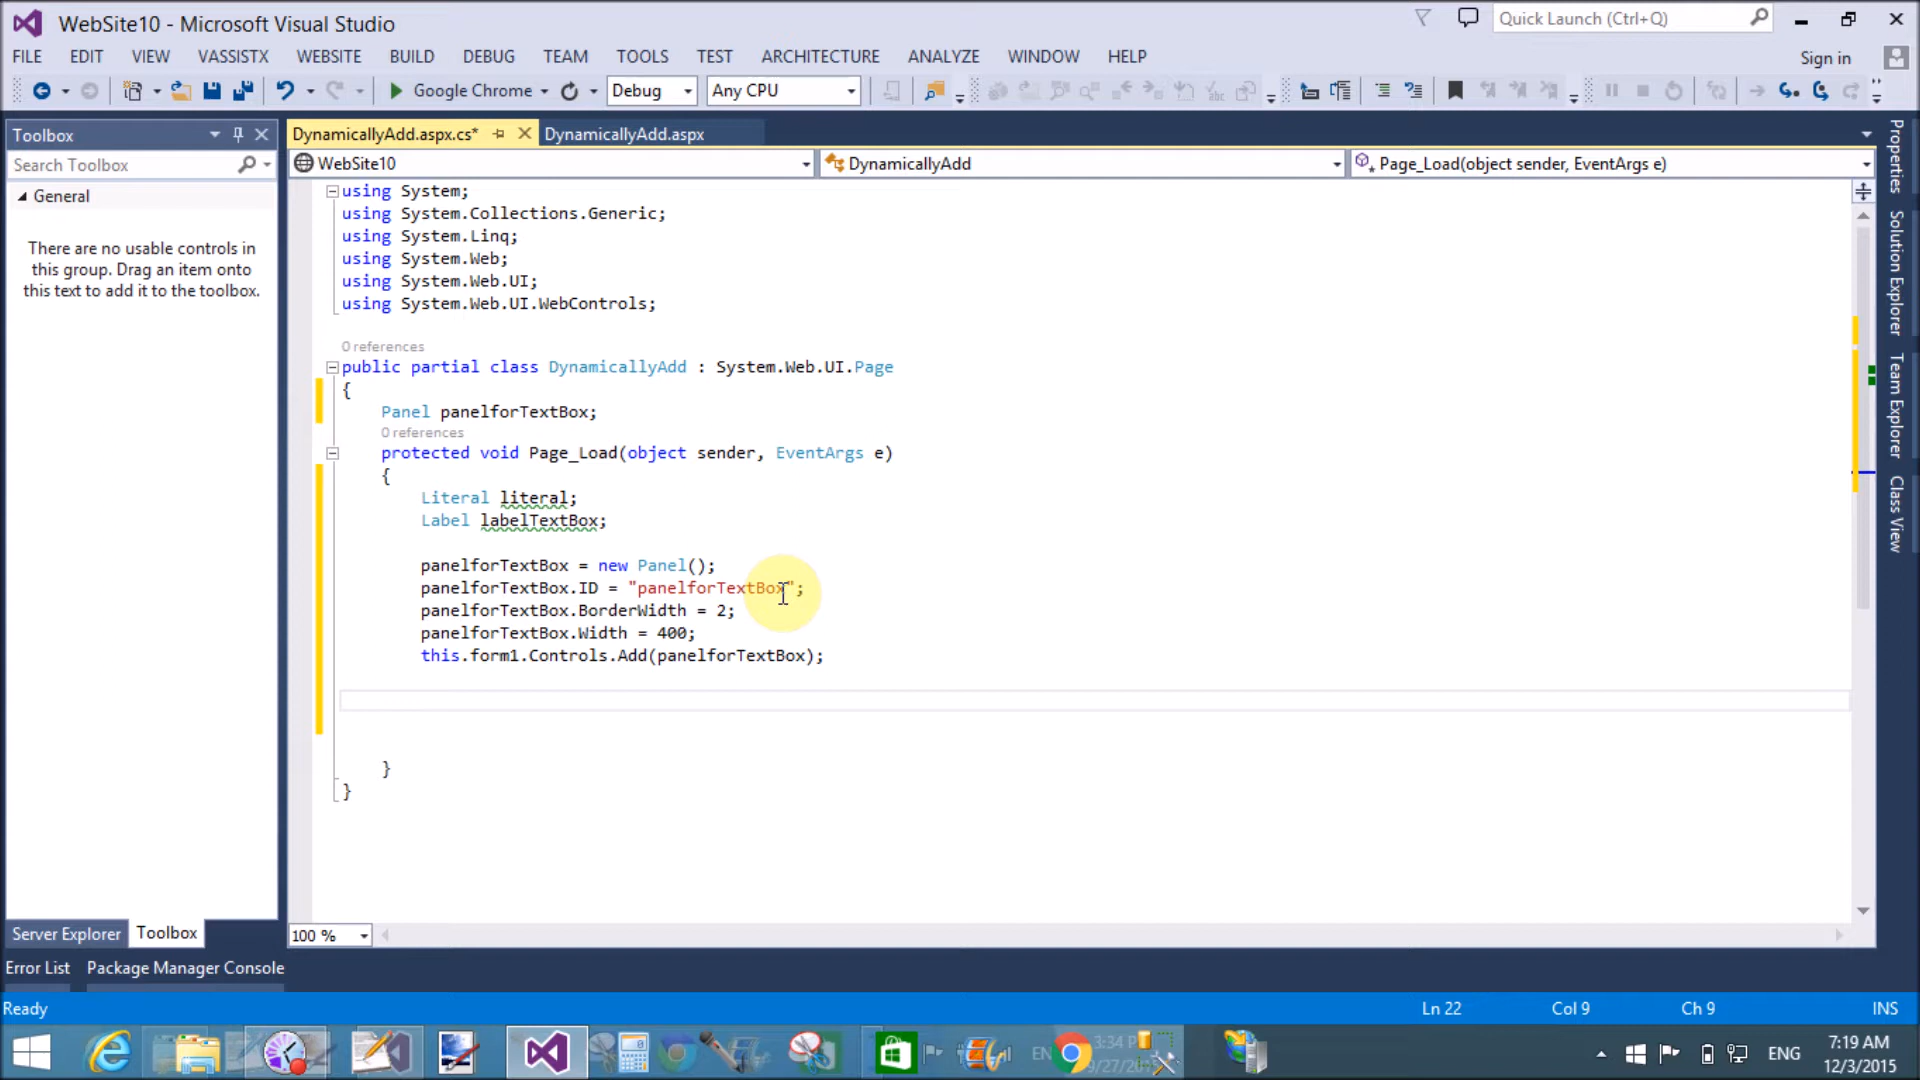 WebSite10 - Microsoft Visual Studio
Quick Launch (Ctrl+Q)
FILE EDIT VIEW VASSISTX WEBSITE BUILD DEBUG TEAM TOOLS TEST ARCHITECTURE ANALYZE WINDOW HELP
Sign in
Google Chrome Debug Any CPU
Toolbox
DynamicallyAdd.aspx.cs* DynamicallyAdd.aspx
Search Toolbox
WebSite10 DynamicallyAdd Page_Load(object sender, EventArgs e)
General
There are no usable controls in
this group. Drag an item onto
this text to add it to the toolbox.
using System;
using System.Collections.Generic;
using System.Linq;
using System.Web;
using System.Web.UI;
using System.Web.UI.WebControls;
0 references
public partial class DynamicallyAdd : System.Web.UI.Page
{
Panel panelforTextBox;
0 references
protected void Page_Load(object sender, EventArgs e)
{
Literal literal;
Label labelTextBox;
panelforTextBox = new Panel();
panelforTextBox.ID = "panelforTextBox";
panelforTextBox.BorderWidth = 2;
panelforTextBox.Width = 400;
this.form1.Controls.Add(panelforTextBox);
}
}
Properties
Solution Explorer
Team Explorer
Class View
Server Explorer Toolbox
100 %
Error List Package Manager Console
Ready
Ln 22 Col 9 Ch 9 INS
EN
3:34 P
ENG
7:19 AM
12/3/2015